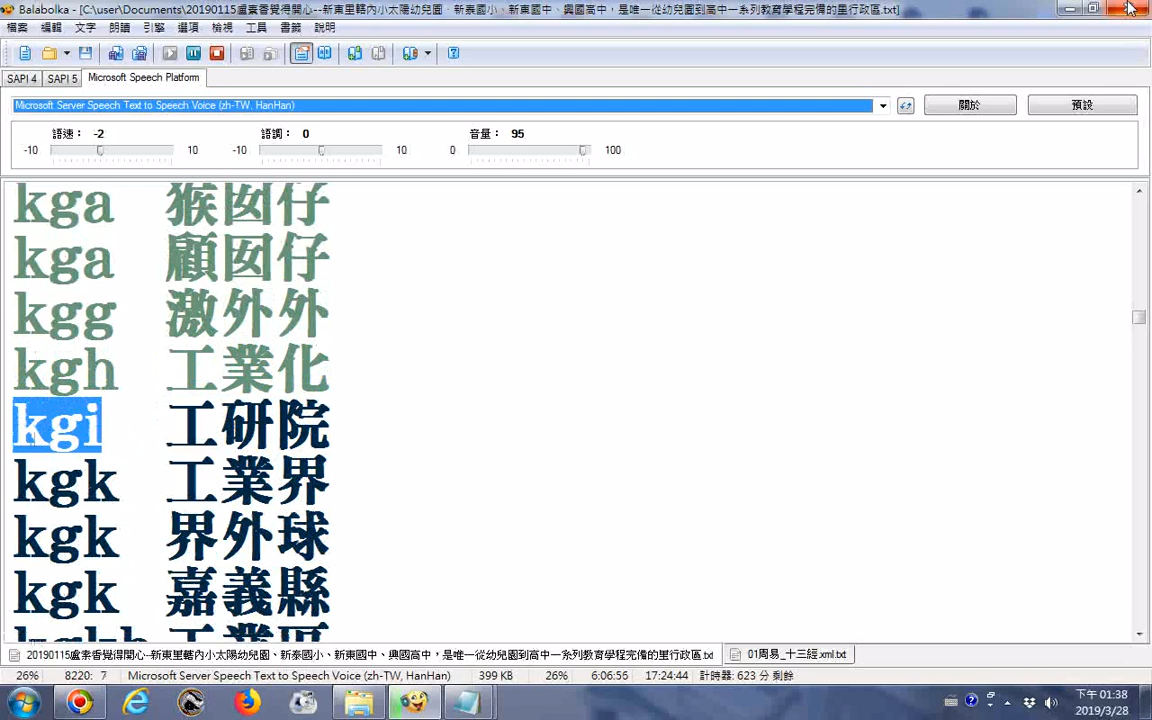 Balabolka - [C:\user\Documents\20190115盧素香覺得開心--新東里轄內小太陽幼兒園、新泰國小、新東國中、興國高中，是唯一從幼兒園到高中一系列教育學程完備的里行政區.txt]
檔案 編輯 文字 朗讀 引擎 選項 檢視 工具 書籤 說明
SAPI 4 SAPI 5 Microsoft Speech Platform
Microsoft Server Speech Text to Speech Voice (zh-TW, HanHan) 關於 預設
語速： -2 語調： 0 音量： 95
-10 10 -10 10 0 100
kga 猴囡仔
kga 顧囡仔
kgg 激外外
kgh 工業化
kgi 工研院
kgk 工業界
kgk 界外球
kgk 嘉義縣
kgkh 工業區
20190115盧素香覺得開心--新東里轄內小太陽幼兒園、新泰國小、新東國中、興國高中，是唯一從幼兒園到高中一系列教育學程完備的里行政區.txt 01周易_十三經.xml.txt
26% 8220: 7 Microsoft Server Speech Text to Speech Voice (zh-TW, HanHan) 399 KB 26% 6:06:56 17:24:44 計時器: 623 分 剩餘
下午 01:38
2019/3/28